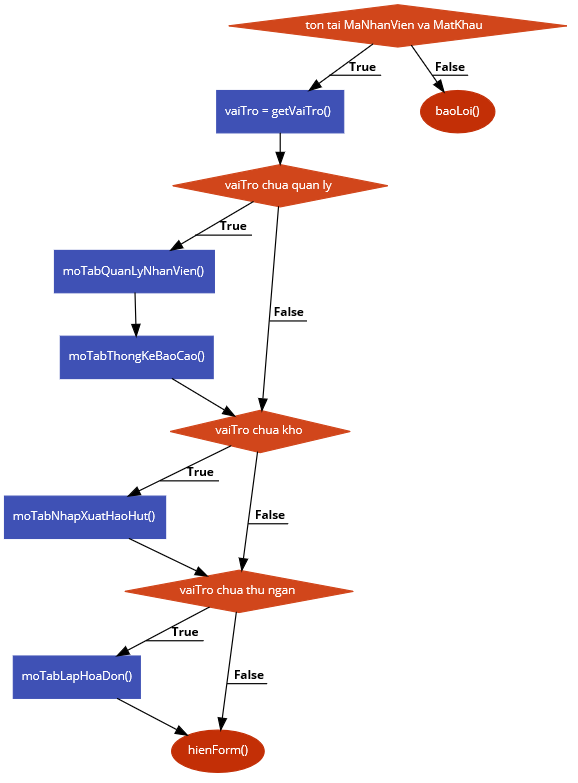 ton tai MaNhanVien va MatKhau
True
False
vaiTro = getVaiTro()
baoLoi()
vaiTro chua quan ly
True
moTabQuanLyNhanVien()
False
moTabThongKeBaoCao()
vaiTro chua kho
True
moTabNhapXuatHaoHut()
False
vaiTro chua thu ngan
True
moTabLapHoaDon()
False
hienForm()